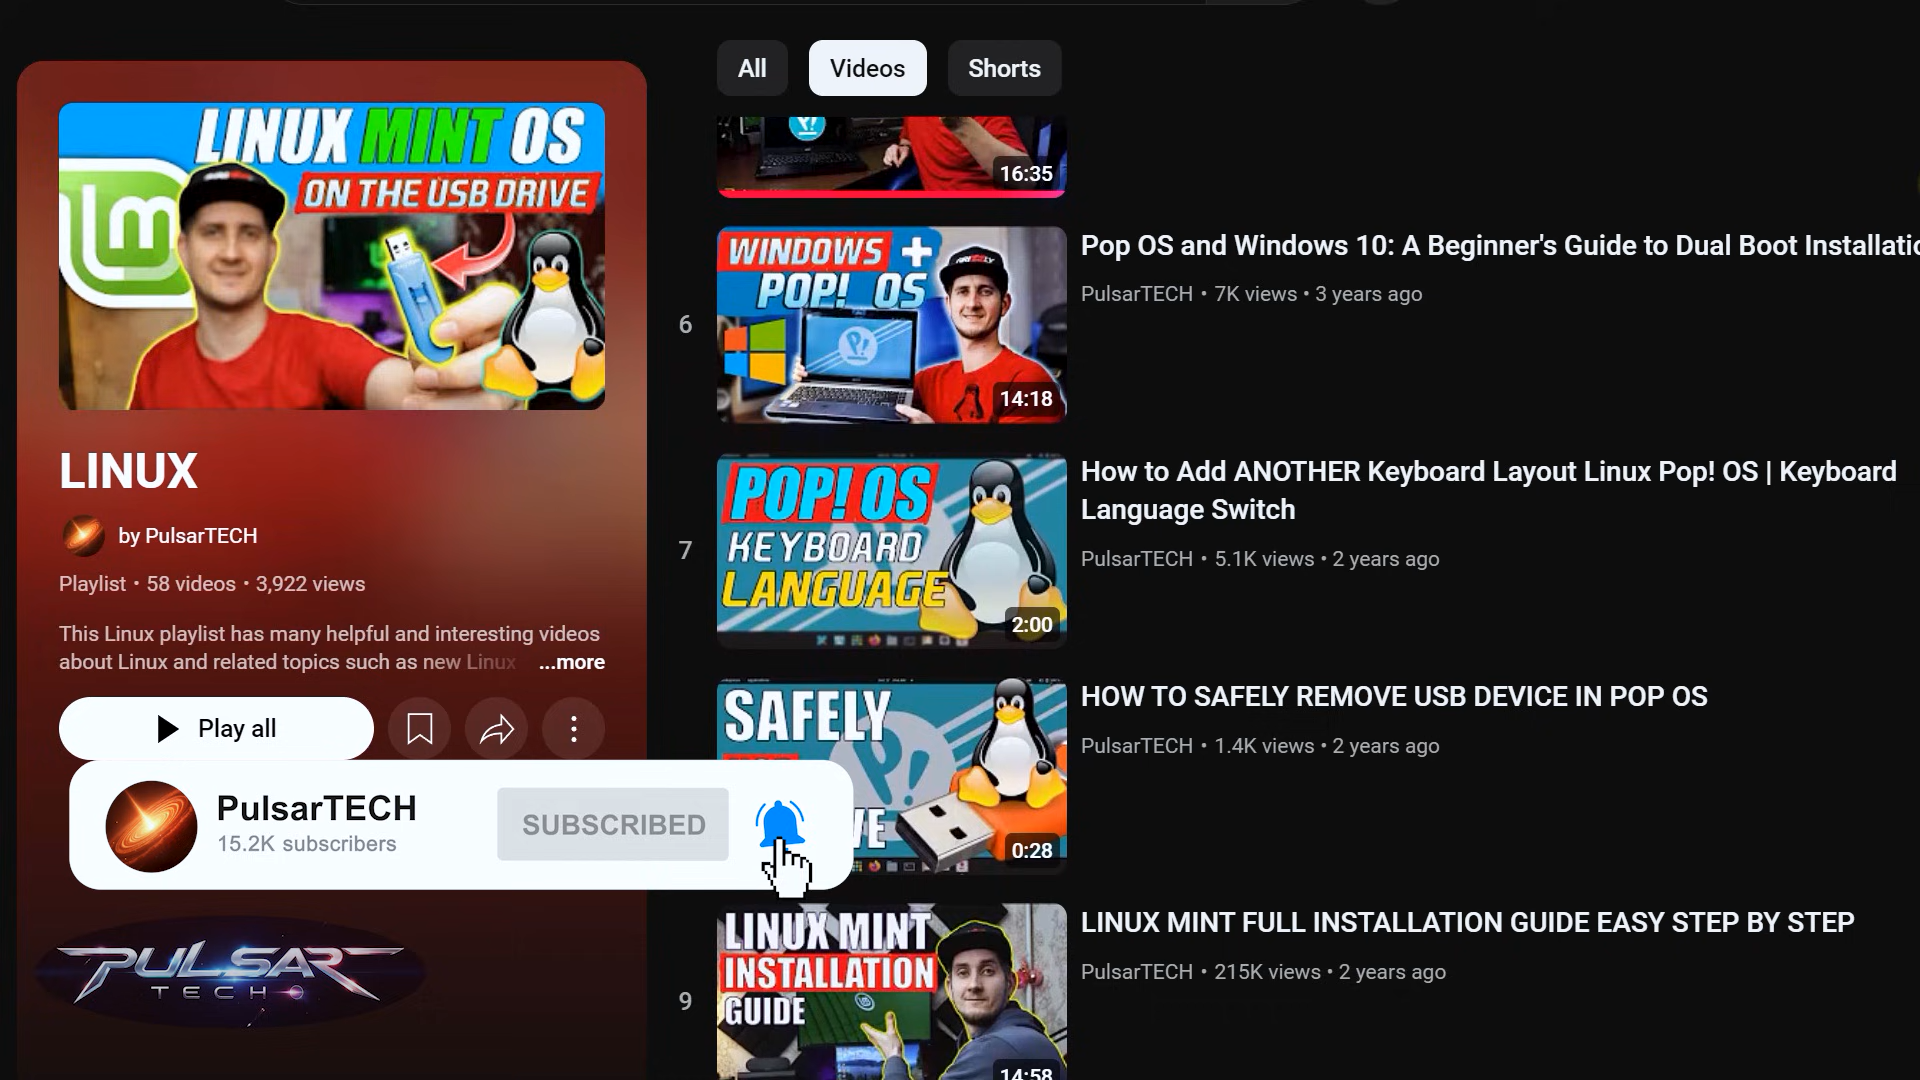 All
Videos
Shorts
LINUX MINT OS
ON THE USB DRIVE
lm
LINUX
by PulsarTECH
Playlist • 58 videos • 3,922 views
This Linux playlist has many helpful and interesting videos
about Linux and related topics such as new Linux ...more
Play all
PulsarTECH
15.2K subscribers
SUBSCRIBED
PULSAR
TECH
16:35
6
WINDOWS +
POP! OS
14:18
Pop OS and Windows 10: A Beginner's Guide to Dual Boot Installatio
PulsarTECH • 7K views • 3 years ago
7
POP! OS
KEYBOARD
LANGUAGE
2:00
How to Add ANOTHER Keyboard Layout Linux Pop! OS | Keyboard
Language Switch
PulsarTECH • 5.1K views • 2 years ago
SAFELY
0:28
HOW TO SAFELY REMOVE USB DEVICE IN POP OS
PulsarTECH • 1.4K views • 2 years ago
9
LINUX MINT
INSTALLATION
GUIDE
14:58
LINUX MINT FULL INSTALLATION GUIDE EASY STEP BY STEP
PulsarTECH • 215K views • 2 years ago